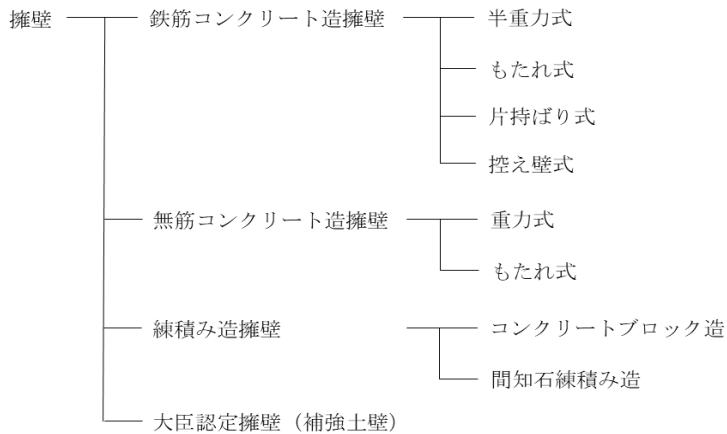 擁壁
鉄筋コンクリート造擁壁
半重力式
もたれ式
片持ばり式
控え壁式
無筋コンクリート造擁壁
重力式
もたれ式
練積み造擁壁
コンクリートブロック造
間知石練積み造
大臣認定擁壁（補強土壁）